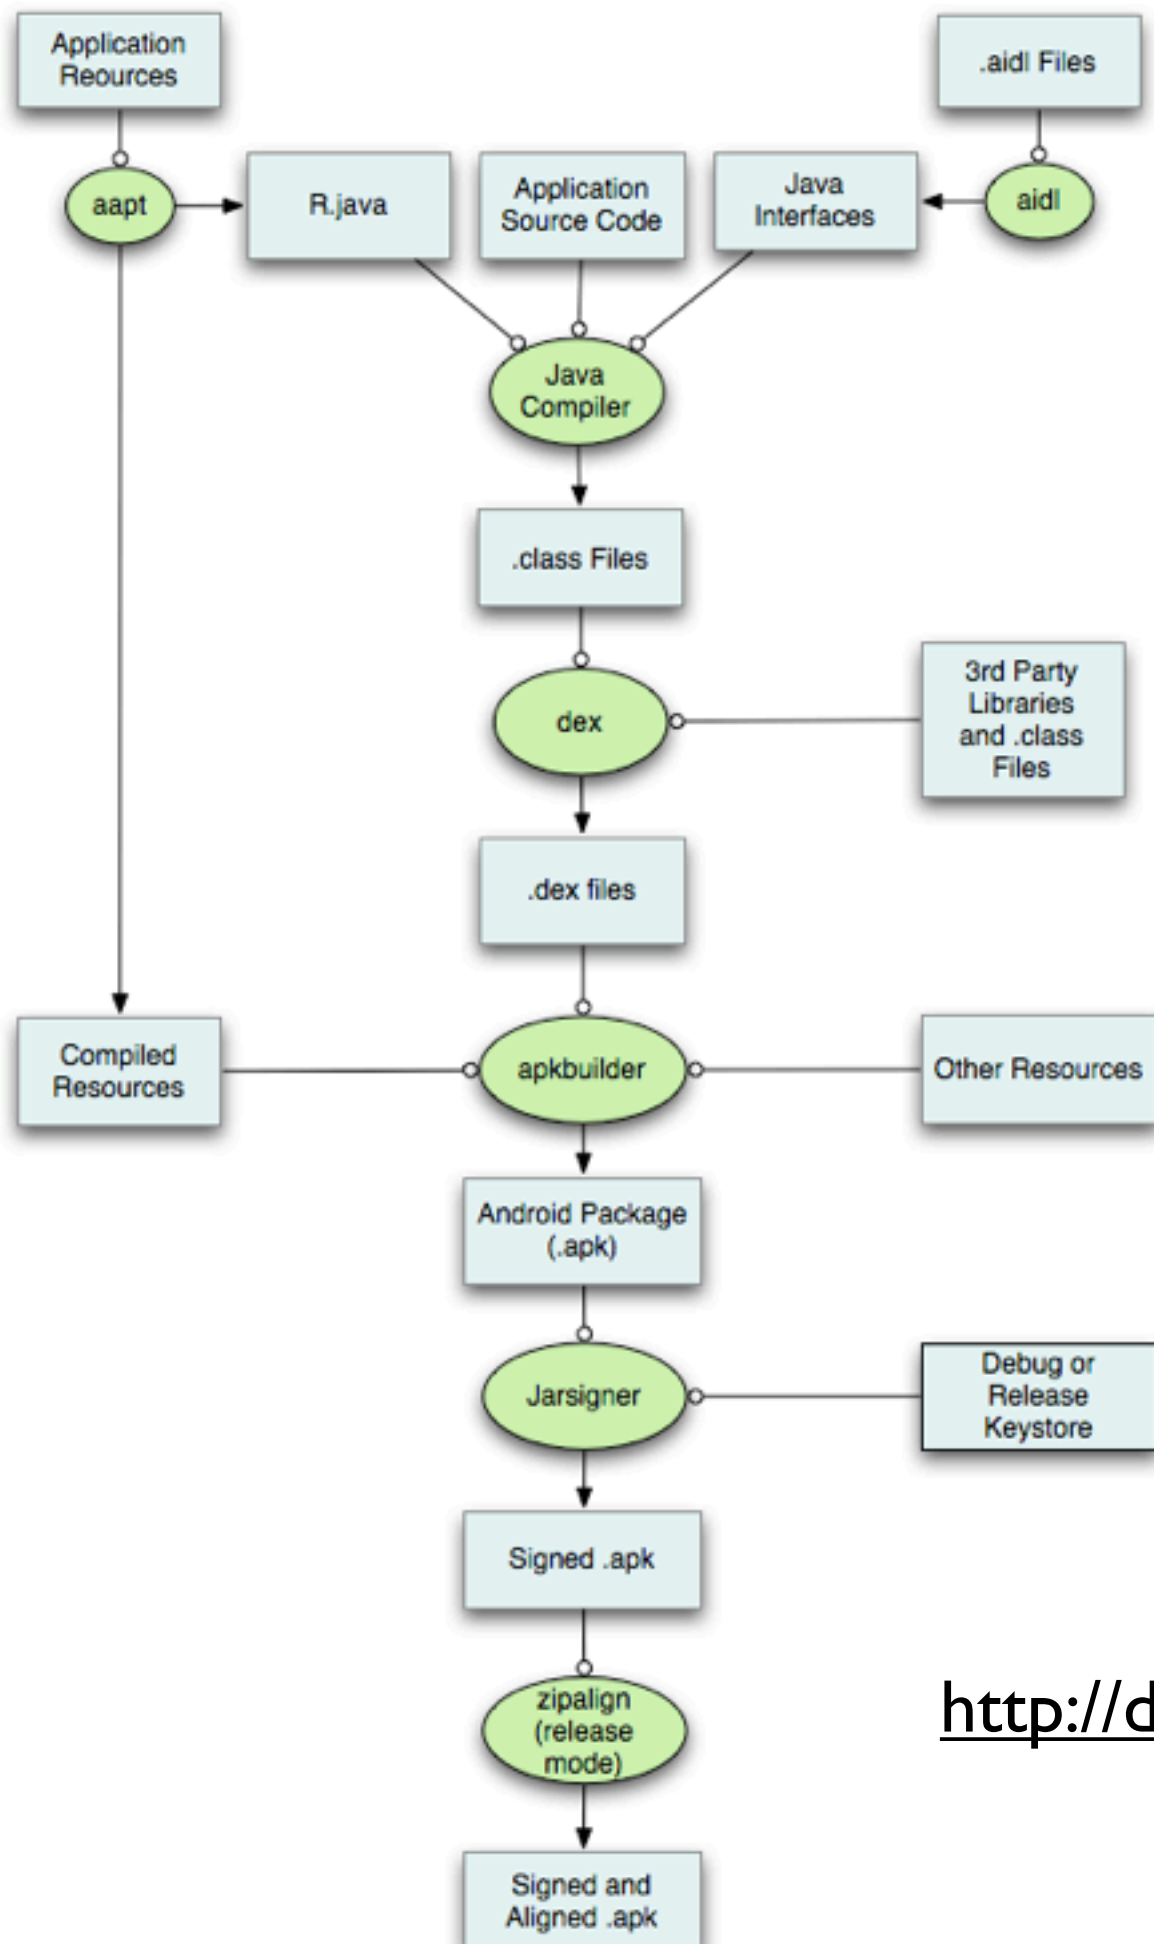 Application
Reources
.aidl Files
aapt
R.java
Application
Source Code
Java
Interfaces
aidl
Java
Compiler
.class Files
dex
3rd Party
Libraries
and .class
Files
.dex files
Compiled
Resources
apkbuilder
Other Resources
Android Package
(.apk)
Jarsigner
Debug or
Release
Keystore
Signed .apk
zipalign
(release
mode)
http://d
Signed and
Aligned .apk